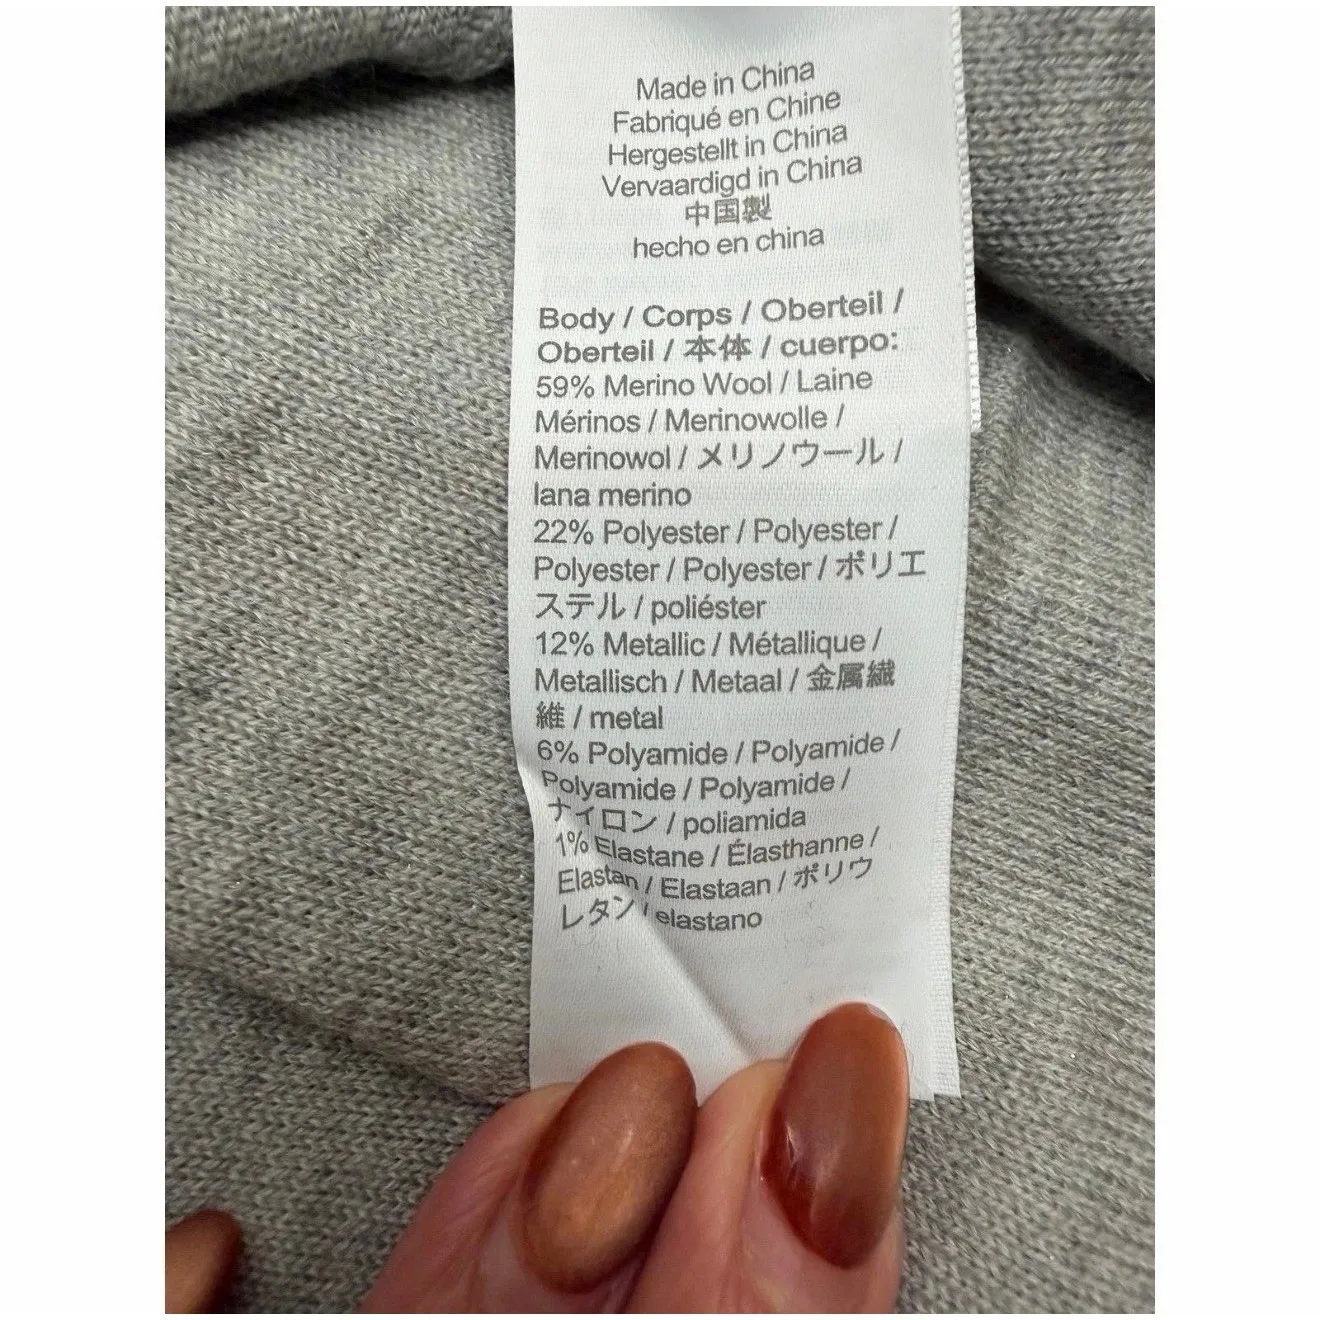 Made in China
Fabriqué en Chine
Hergestellt in China
Vervaardigd in China
中国製
hecho en china
Body / Corps / Oberteil /
Oberteil / 本体 / cuerpo:
59% Merino Wool / Laine
Mérinos / Merinowolle /
Merinowol / メリノウール /
lana merino
22% Polyester / Polyester /
Polyester / Polyester / ポリエ
ステル / poliéster
12% Metallic / Métallique /
Metallisch / Metaal / 金属繊
維 / metal
6% Polyamide / Polyamide /
Polyamide / Polyamide /
ナイロン / poliamida
1% Elastane / Élasthanne /
Elastan / Elastaan / ポリウ
レタン / elastano